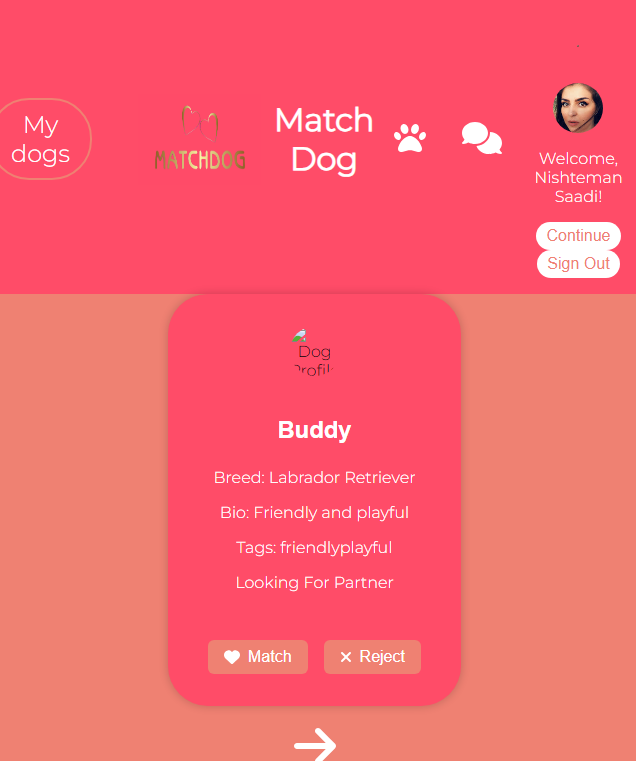 My
dogs
MATCHDOG
Match
Dog
Welcome,
Nishteman
Saadi!
Continue
Sign Out
Dog
Profil
Buddy
Breed: Labrador Retriever
Bio: Friendly and playful
Tags: friendlyplayful
Looking For Partner
Match
Reject